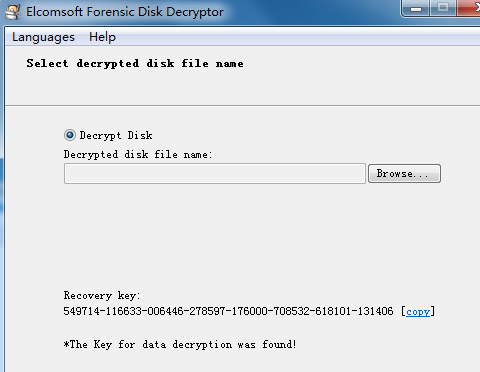 Elcomsoft Forensic Disk Decryptor
Languages Help
Select decrypted disk file name
Decrypt Disk
Decrypted disk file name:
Browse...
Recovery key:
549714-116633-006446-278597-176000-708532-618101-131406 [copy]
*The Key for data decryption was found!